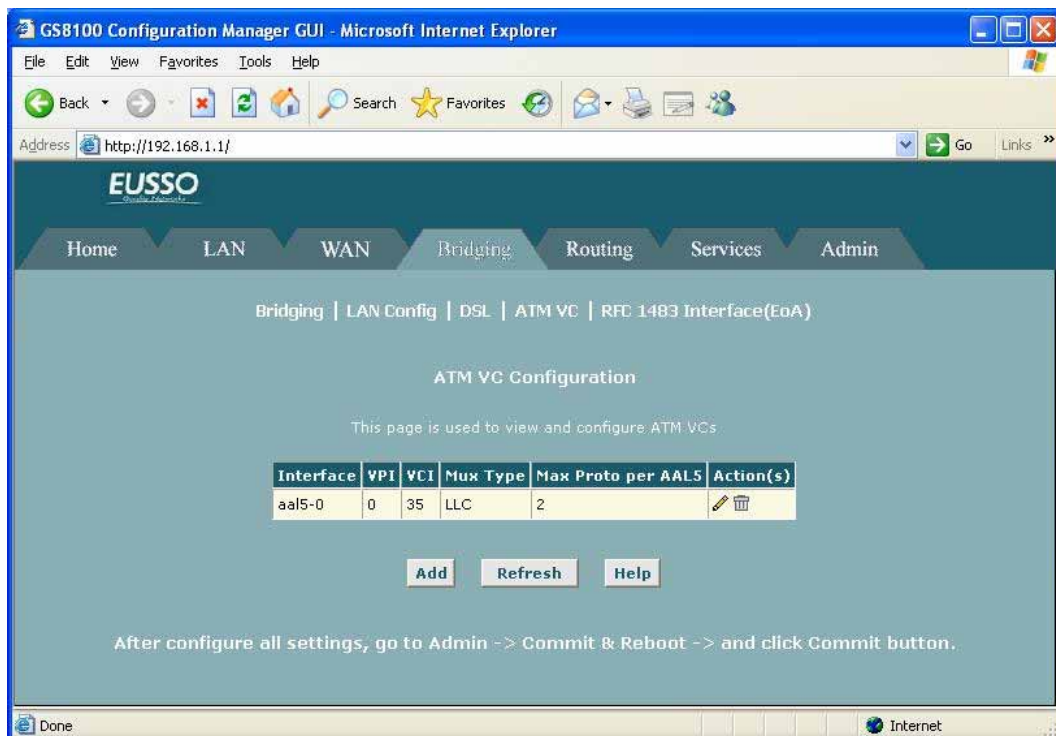 GS8100 Configuration Manager GUI - Microsoft Internet Explorer
File Edit View Favorites Tools Help
Back Search Favorites
Address http://192.168.1.1/ Go Links »
EUSSO
Home LAN WAN Bridging Routing Services Admin
Bridging | LAN Config | DSL | ATM VC | RFC 1483 Interface(EoA)
ATM VC Configuration
This page is used to view and configure ATM VCs
Interface VPI VCI Mux Type Max Proto per AAL5 Action(s)
aal5-0 0 35 LLC 2
Add Refresh Help
After configure all settings, go to Admin -> Commit & Reboot -> and click Commit button.
Done Internet